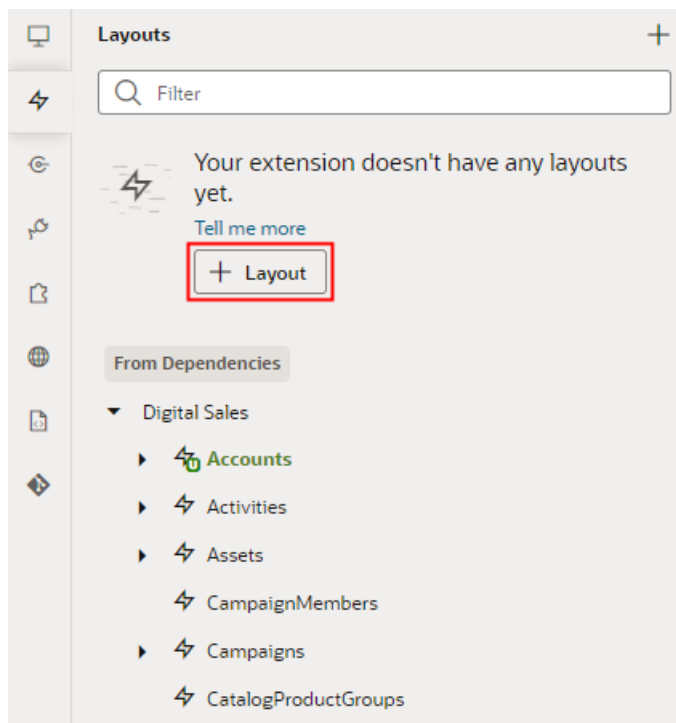 Layouts
Filter
Your extension doesn't have any layouts
yet.
Tell me more
+ Layout
From Dependencies
Digital Sales
Accounts
Activities
Assets
CampaignMembers
Campaigns
CatalogProductGroups